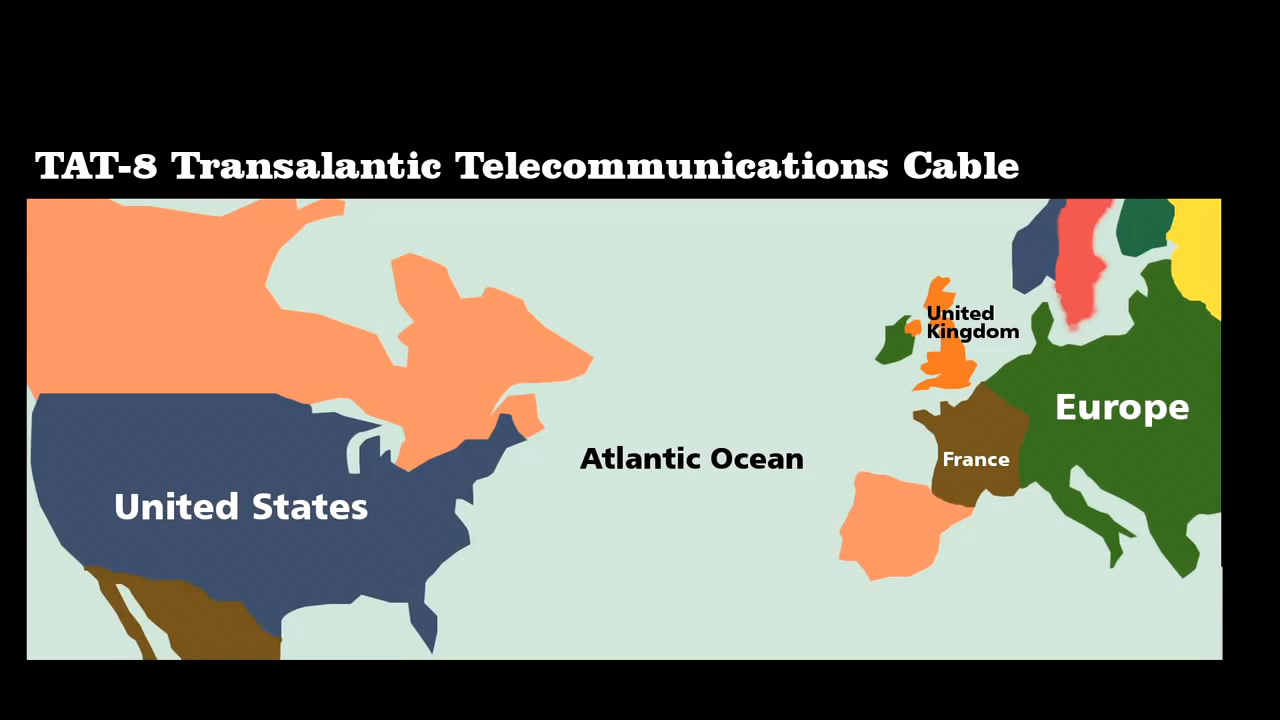 TAT-8 Transalantic Telecommunications Cable
United
Kingdom
Europe
Atlantic Ocean
France
United States